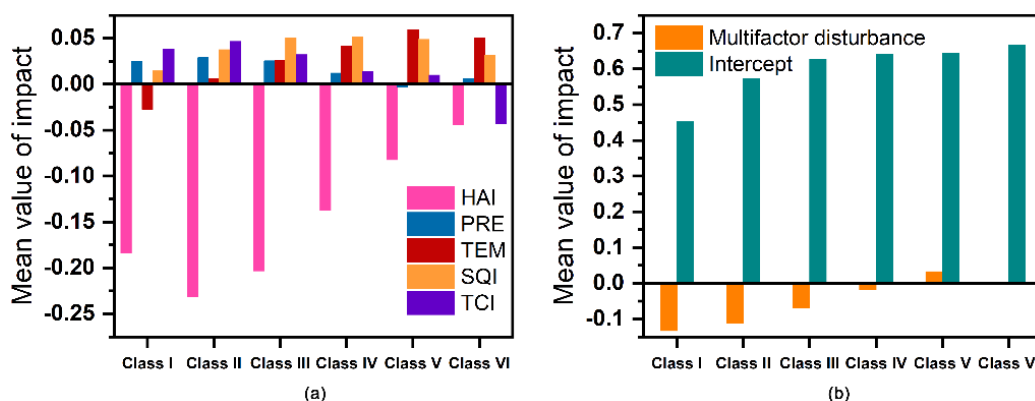 Mean value of impact
0.05
0.00
-0.05
-0.10
-0.15
-0.20
-0.25
HAI
PRE
TEM
SQI
TCI
Class I Class II Class III Class IV Class V Class VI
(a)
Mean value of impact
0.7
0.6
0.5
0.4
0.3
0.2
0.1
0.0
-0.1
Multifactor disturbance
Intercept
Class I Class II Class III Class IV Class V Class V
(b)